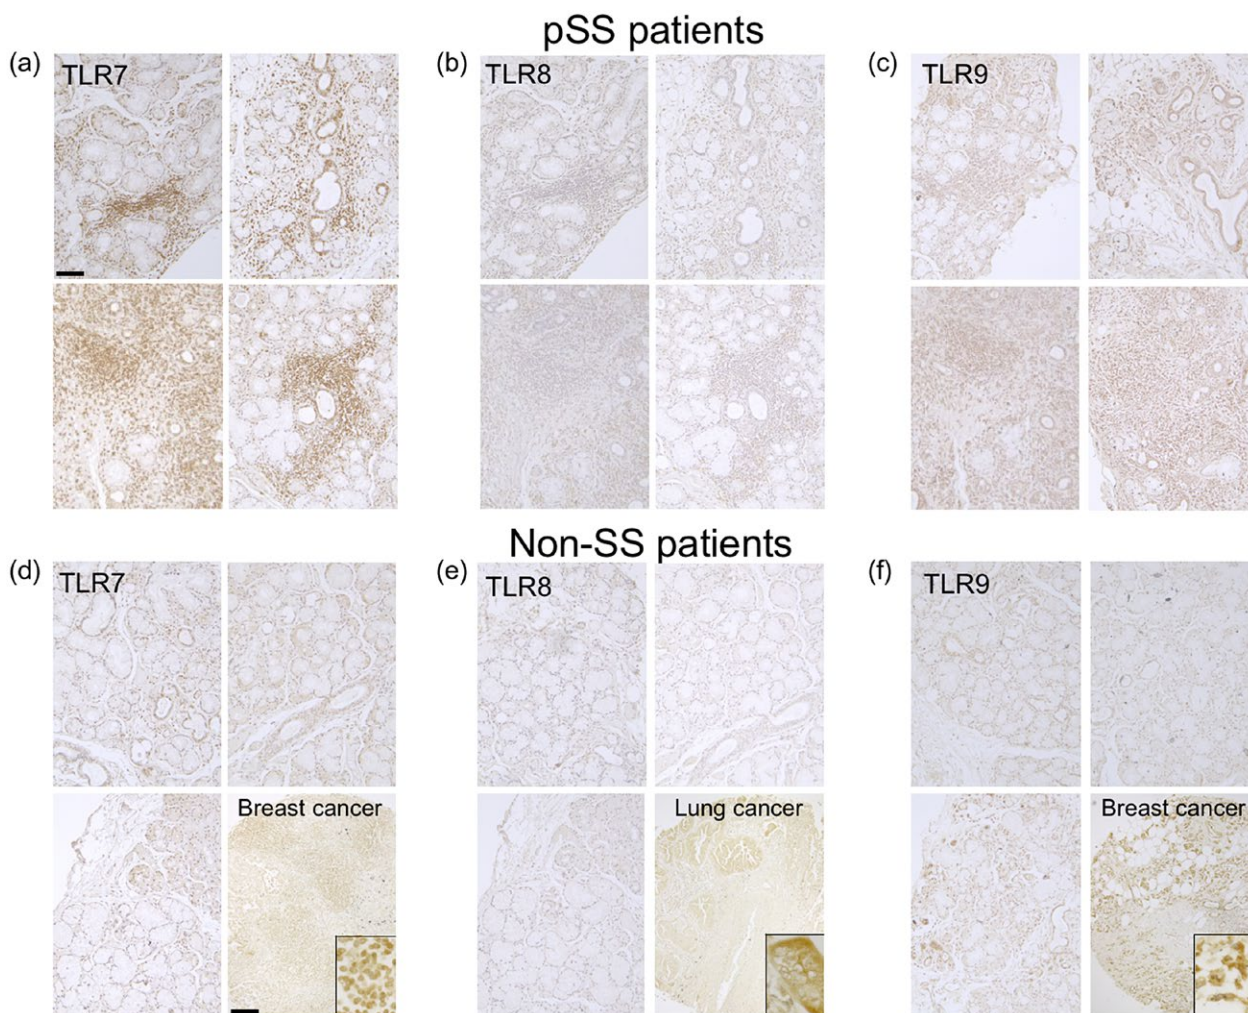 pSS patients
(a) TLR7
(b) TLR8
(c) TLR9
Non-SS patients
(d) TLR7
(e) TLR8
(f) TLR9
Breast cancer
Lung cancer
Breast cancer